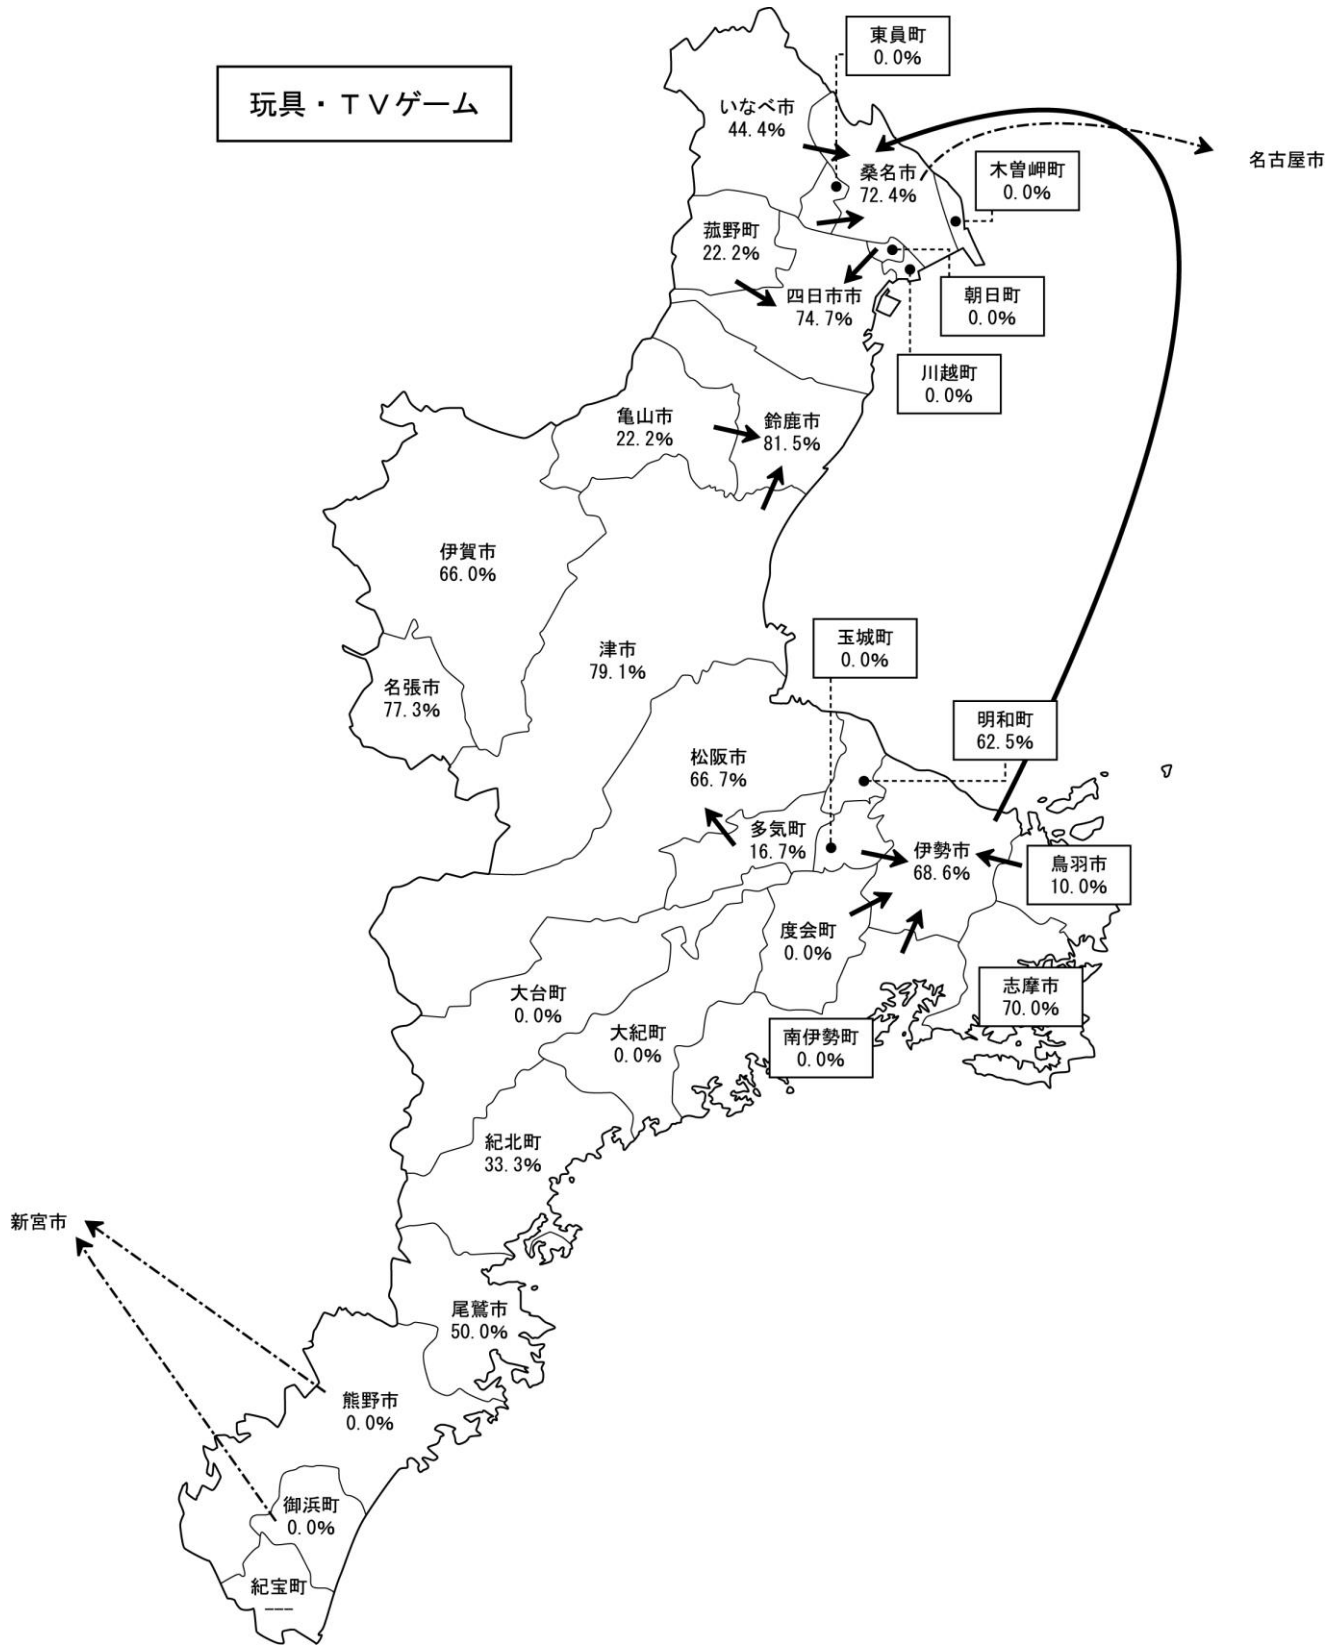 玩具・TVゲーム
東員町
0.0%
いなべ市
44.4%
名古屋市
桑名市
72.4%
木曽岬町
0.0%
菰野町
22.2%
四日市市
74.7%
朝日町
0.0%
川越町
0.0%
亀山市
22.2%
鈴鹿市
81.5%
伊賀市
66.0%
津市
79.1%
玉城町
0.0%
名張市
77.3%
明和町
62.5%
松阪市
66.7%
多気町
16.7%
伊勢市
68.6%
鳥羽市
10.0%
度会町
0.0%
大台町
0.0%
志摩市
70.0%
大紀町
0.0%
南伊勢町
0.0%
紀北町
33.3%
新宮市
尾鷲市
50.0%
熊野市
0.0%
御浜町
0.0%
紀宝町
---